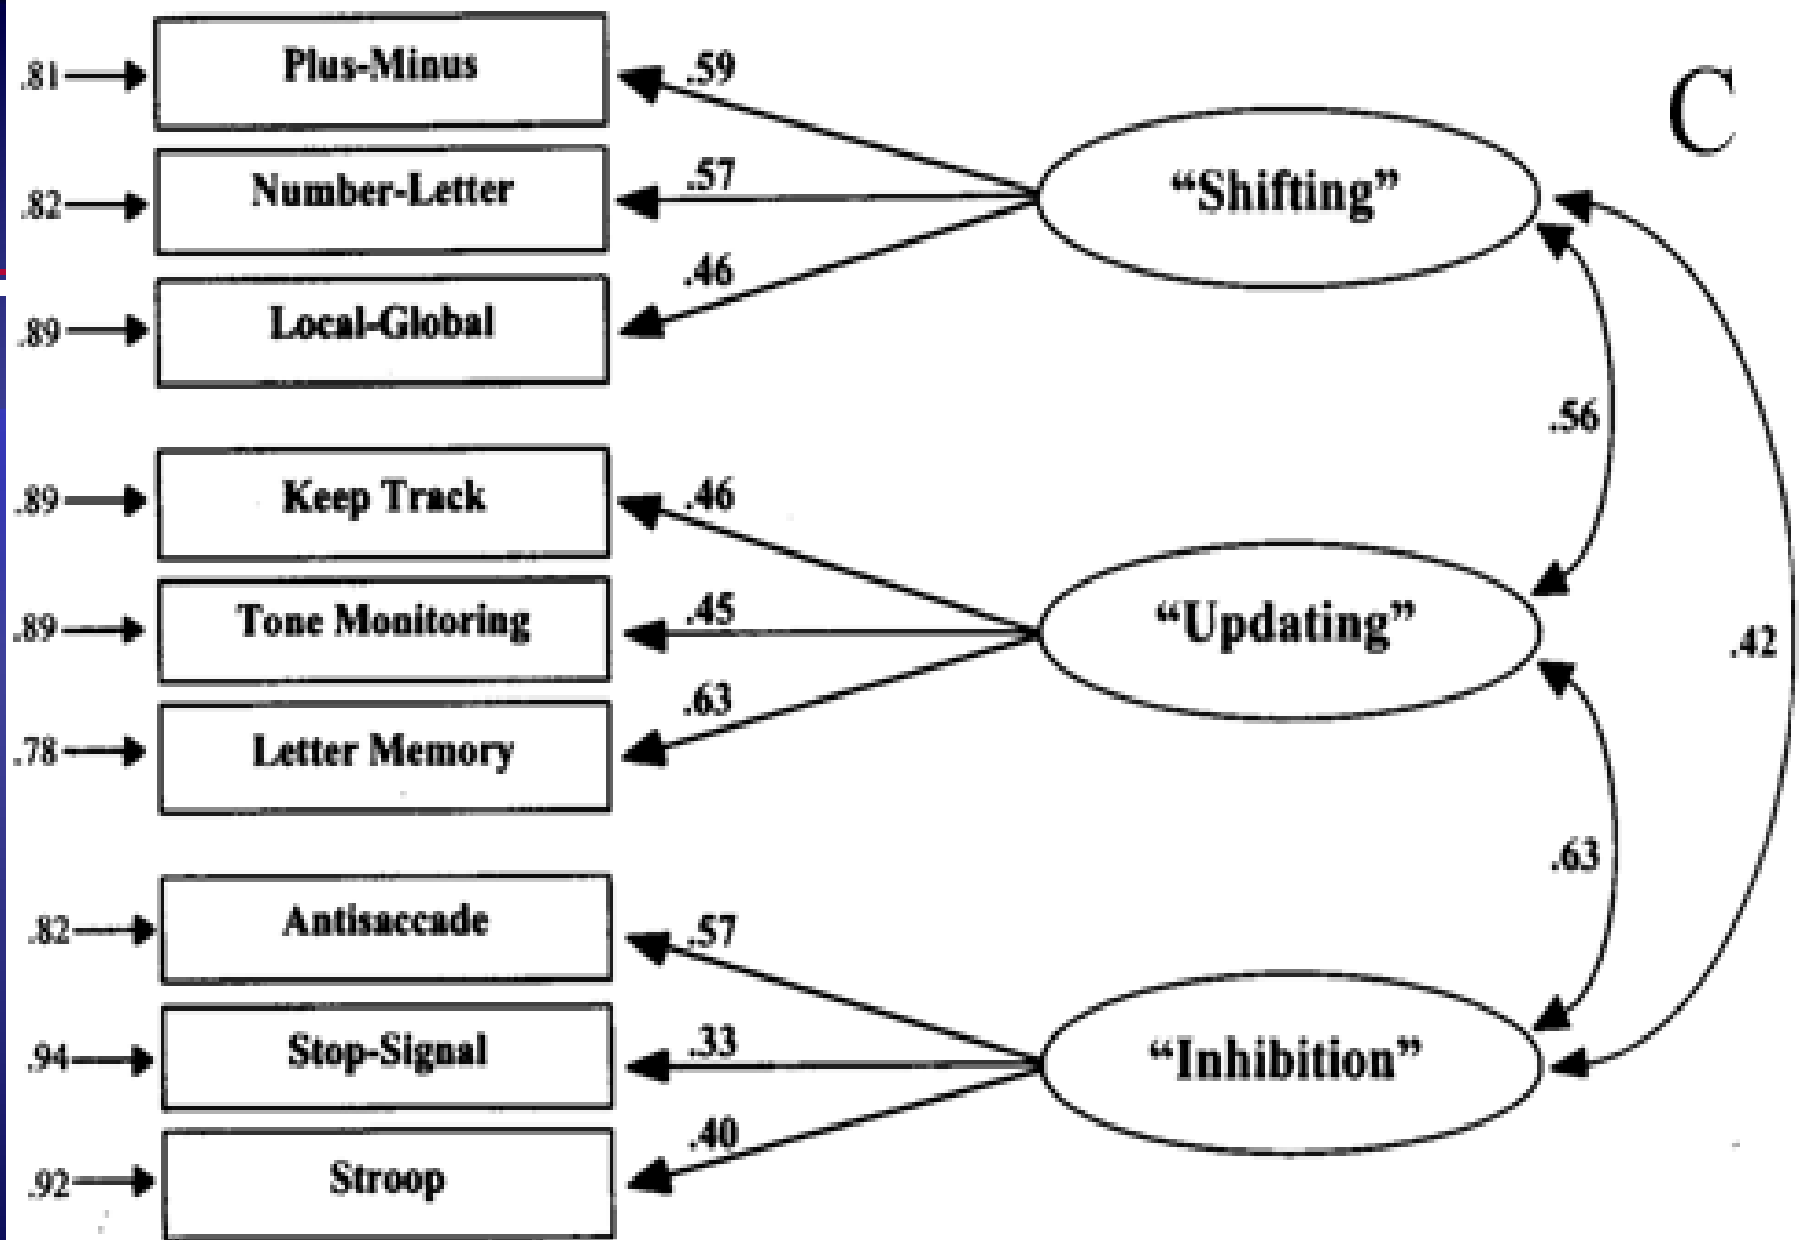 C
.81 Plus-Minus .59
.82 Number-Letter .57 “Shifting”
.89 Local-Global .46
.56
.89 Keep Track .46
.89 Tone Monitoring .45 “Updating” .42
.78 Letter Memory .63
.63
.82 Antisaccade .57
.94 Stop-Signal .33 “Inhibition”
.92 Stroop .40